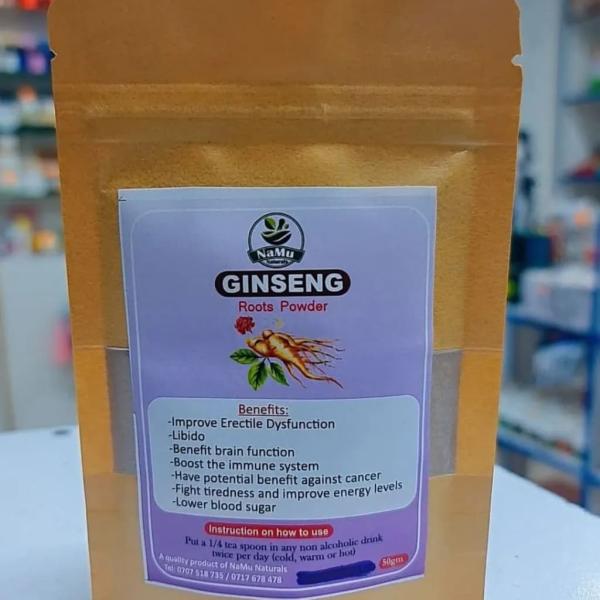 NaMu
Naturals
GINSENG
Roots Powder
Benefits:
-Improve Erectile Dysfunction
-Libido
-Benefit brain function
-Boost the immune system
-Have potential benefit against cancer
-Fight tiredness and improve energy levels
-Lower blood sugar
Instruction on how to use
Put a 1/4 tea spoon in any non alcoholic drink
twice per day (cold, warm or hot)
A quality product of NaMu Naturals
Tel: 0707 518 735 / 0717 678 478
50gm